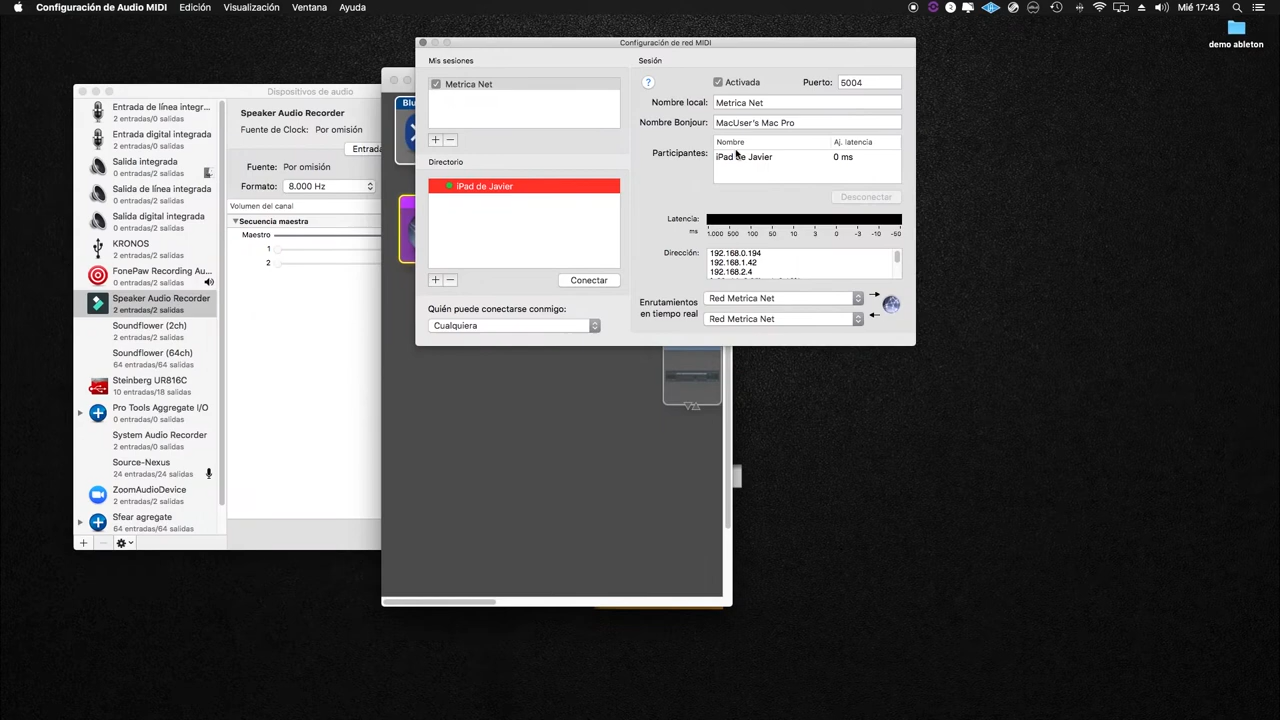 Configuración de Audio MIDI Edición Visualización Ventana Ayuda
Mié 17:43
demo ableton
Dispositivos de audio
Entrada de línea integr...
2 entradas/0 salidas
Entrada digital integrada
2 entradas/0 salidas
Salida integrada
0 entradas/2 salidas
Salida de línea integrada
0 entradas/2 salidas
Salida digital integrada
0 entradas/2 salidas
KRONOS
2 entradas/2 salidas
FonePaw Recording Au...
0 entradas/2 salidas
Speaker Audio Recorder
2 entradas/2 salidas
Soundflower (2ch)
2 entradas/2 salidas
Soundflower (64ch)
64 entradas/64 salidas
Steinberg UR816C
10 entradas/18 salidas
Pro Tools Aggregate I/O
0 entradas/0 salidas
System Audio Recorder
2 entradas/0 salidas
Source-Nexus
24 entradas/24 salidas
ZoomAudioDevice
2 entradas/2 salidas
Sfear agregate
64 entradas/64 salidas
Speaker Audio Recorder
Fuente de Clock: Por omisión
Entrada
Fuente: Por omisión
Formato: 8.000 Hz
Volumen del canal
Secuencia maestra
Maestro
1
2
Blu
Configuración de red MIDI
Mis sesiones
Metrica Net
Directorio
iPad de Javier
Conectar
Quién puede conectarse conmigo:
Cualquiera
Sesión
?
Activada
Puerto: 5004
Nombre local: Metrica Net
Nombre Bonjour: MacUser's Mac Pro
Participantes:
Nombre Aj. latencia
iPad de Javier 0 ms
Desconectar
Latencia:
ms 1.000 500 100 50 10 3 0 -3 -10 -50
Dirección:
192.168.0.194
192.168.1.42
192.168.2.4
Enrutamientos
en tiempo real
Red Metrica Net
Red Metrica Net